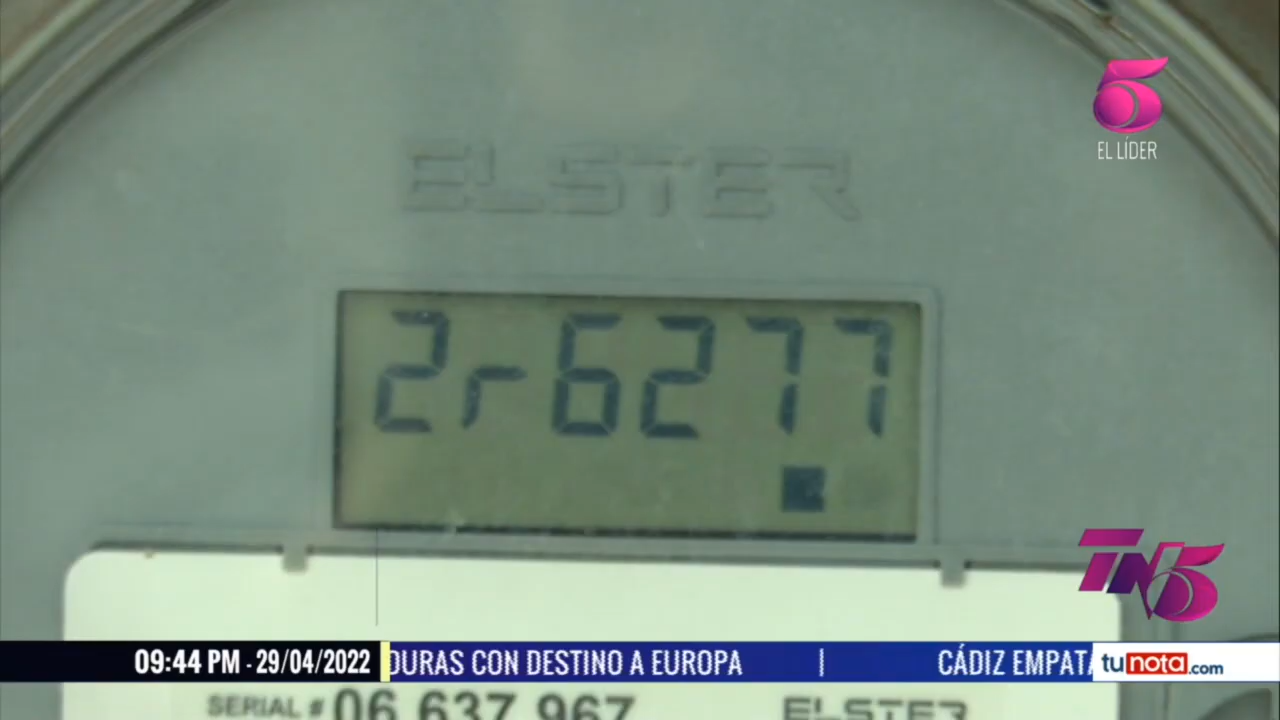 5
EL LÍDER
ELSTER
2r6277
TN5
09:44 PM - 29/04/2022
DURAS CON DESTINO A EUROPA | CÁDIZ EMPATA
tunota.com
SERIAL # 06 637 967
ELSTER